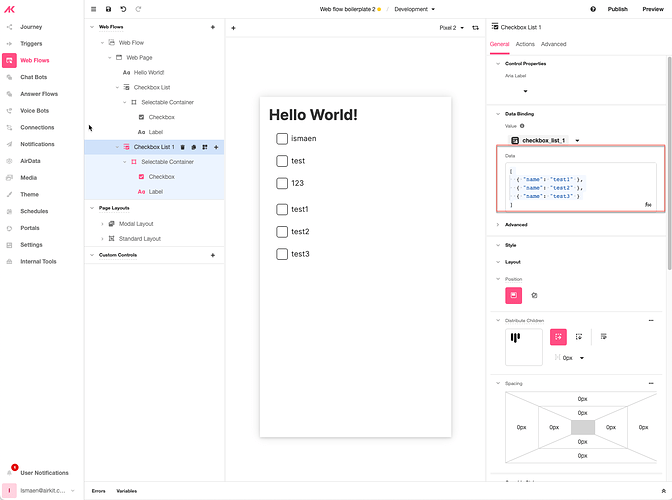 Web flow boilerplate 2
Development
Publish
Preview
Journey
Triggers
Web Flows
Chat Bots
Answer Flows
Voice Bots
Connections
Notifications
AirData
Media
Theme
Schedules
Portals
Settings
Internal Tools
User Notifications
I
Ismaen@airkit.c...
Web Flows
Web Flow
Web Page
Aa Hello World!
Checkbox List
Selectable Container
Checkbox
Aa Label
Checkbox List 1
Selectable Container
Checkbox
Aa Label
Page Layouts
Modal Layout
Standard Layout
Custom Controls
Errors Variables
Pixel 2
Hello World!
ismaen
test
123
test1
test2
test3
Checkbox List 1
General Actions Advanced
Control Properties
Aria Label
Data Binding
Value
checkbox_list_1
Data
[
{ "name": "test1" },
{ "name": "test2" },
{ "name": "test3" }
]
Advanced
Style
Layout
Position
Distribute Children
0px
Spacing
0px
0px
0px 0px 0px 0px
0px
0px